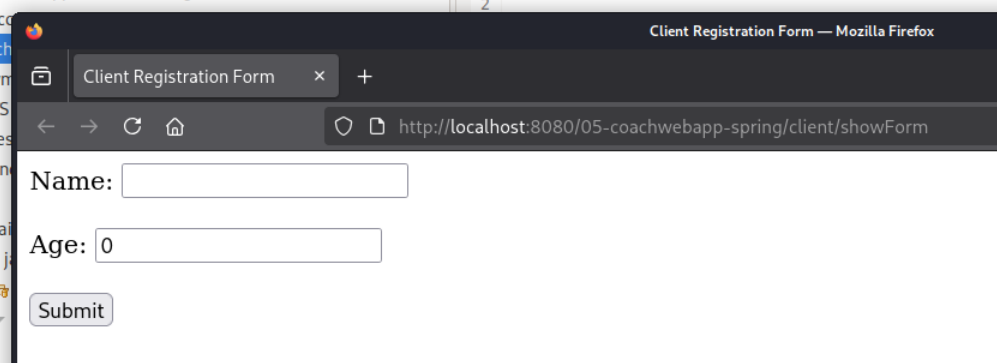 2
Client Registration Form — Mozilla Firefox
Client Registration Form
http://localhost:8080/05-coachwebapp-spring/client/showForm
Name:
Age: 0
Submit